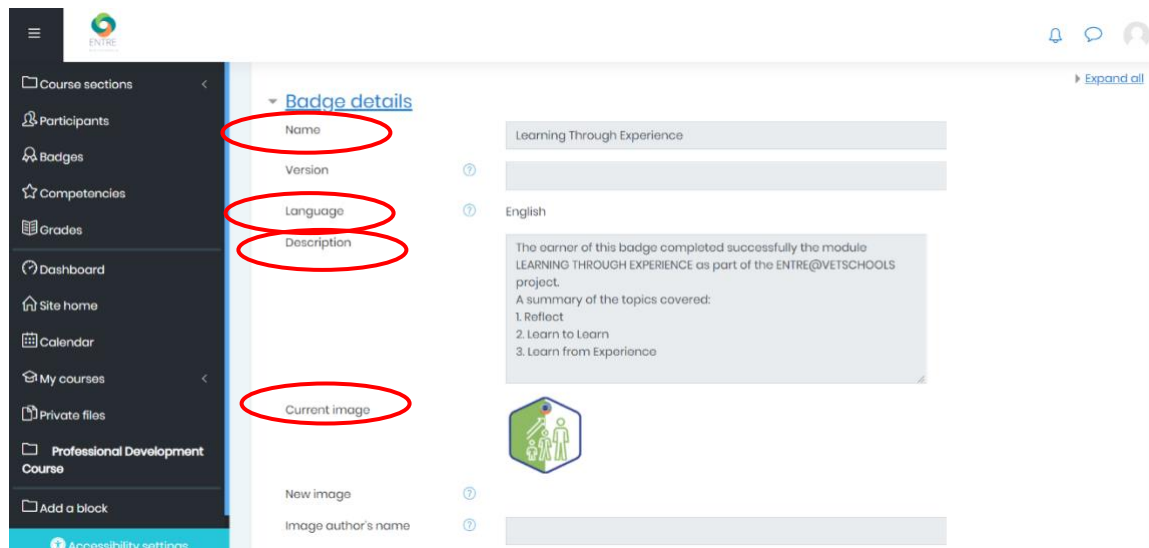 ENTRE
Course sections
Participants
Badges
Competencies
Grades
Dashboard
Site home
Calendar
My courses
Private files
Professional Development
Course
Add a block
Accessibility settings
Expand all
Badge details
Name
Learning Through Experience
Version
Language
English
Description
The earner of this badge completed successfully the module
LEARNING THROUGH EXPERIENCE as part of the ENTRE@VETSCHOOLS
project.
A summary of the topics covered:
1. Reflect
2. Learn to Learn
3. Learn from Experience
Current image
New image
Image author's name